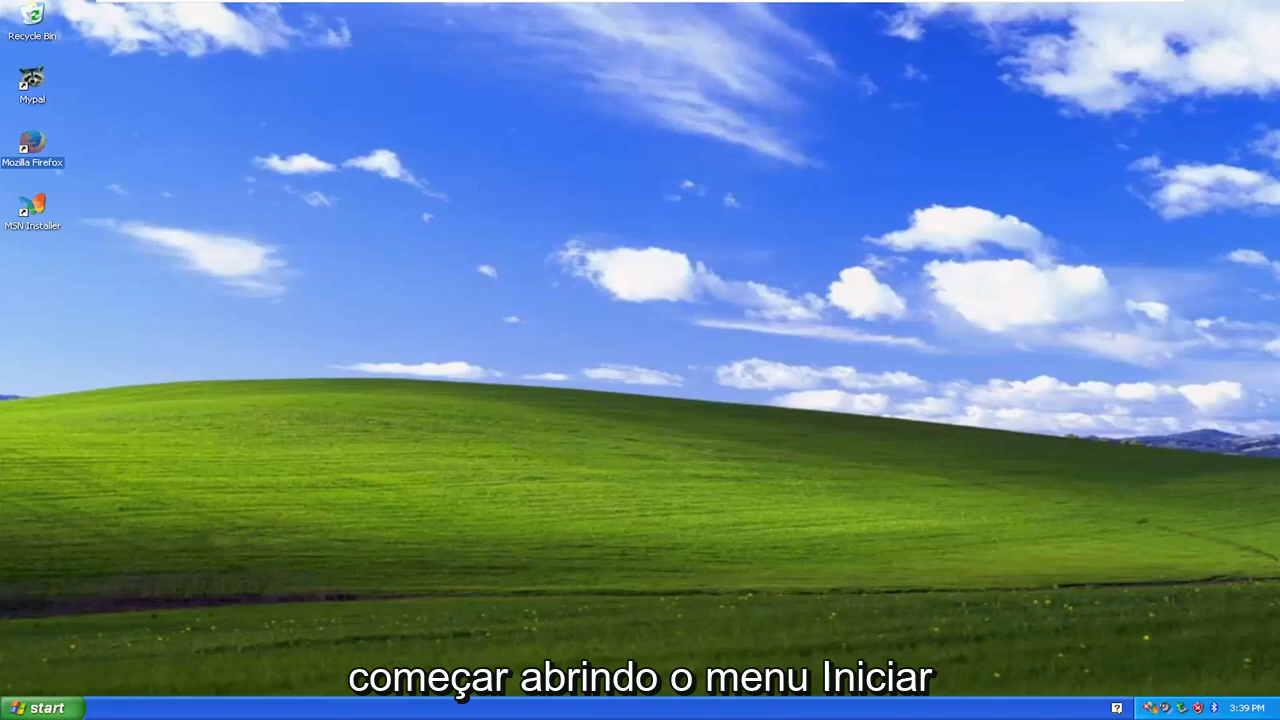 Recycle Bin
Mypal
Mozilla Firefox
MSN Installer
começar abrindo o menu Iniciar
start
?
3:39 PM